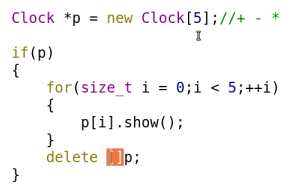 Clock *p = new Clock[5];//+ - *
if(p)
{
for(size_t i = 0;i < 5;++i)
{
p[i].show();
}
delete []p;
}